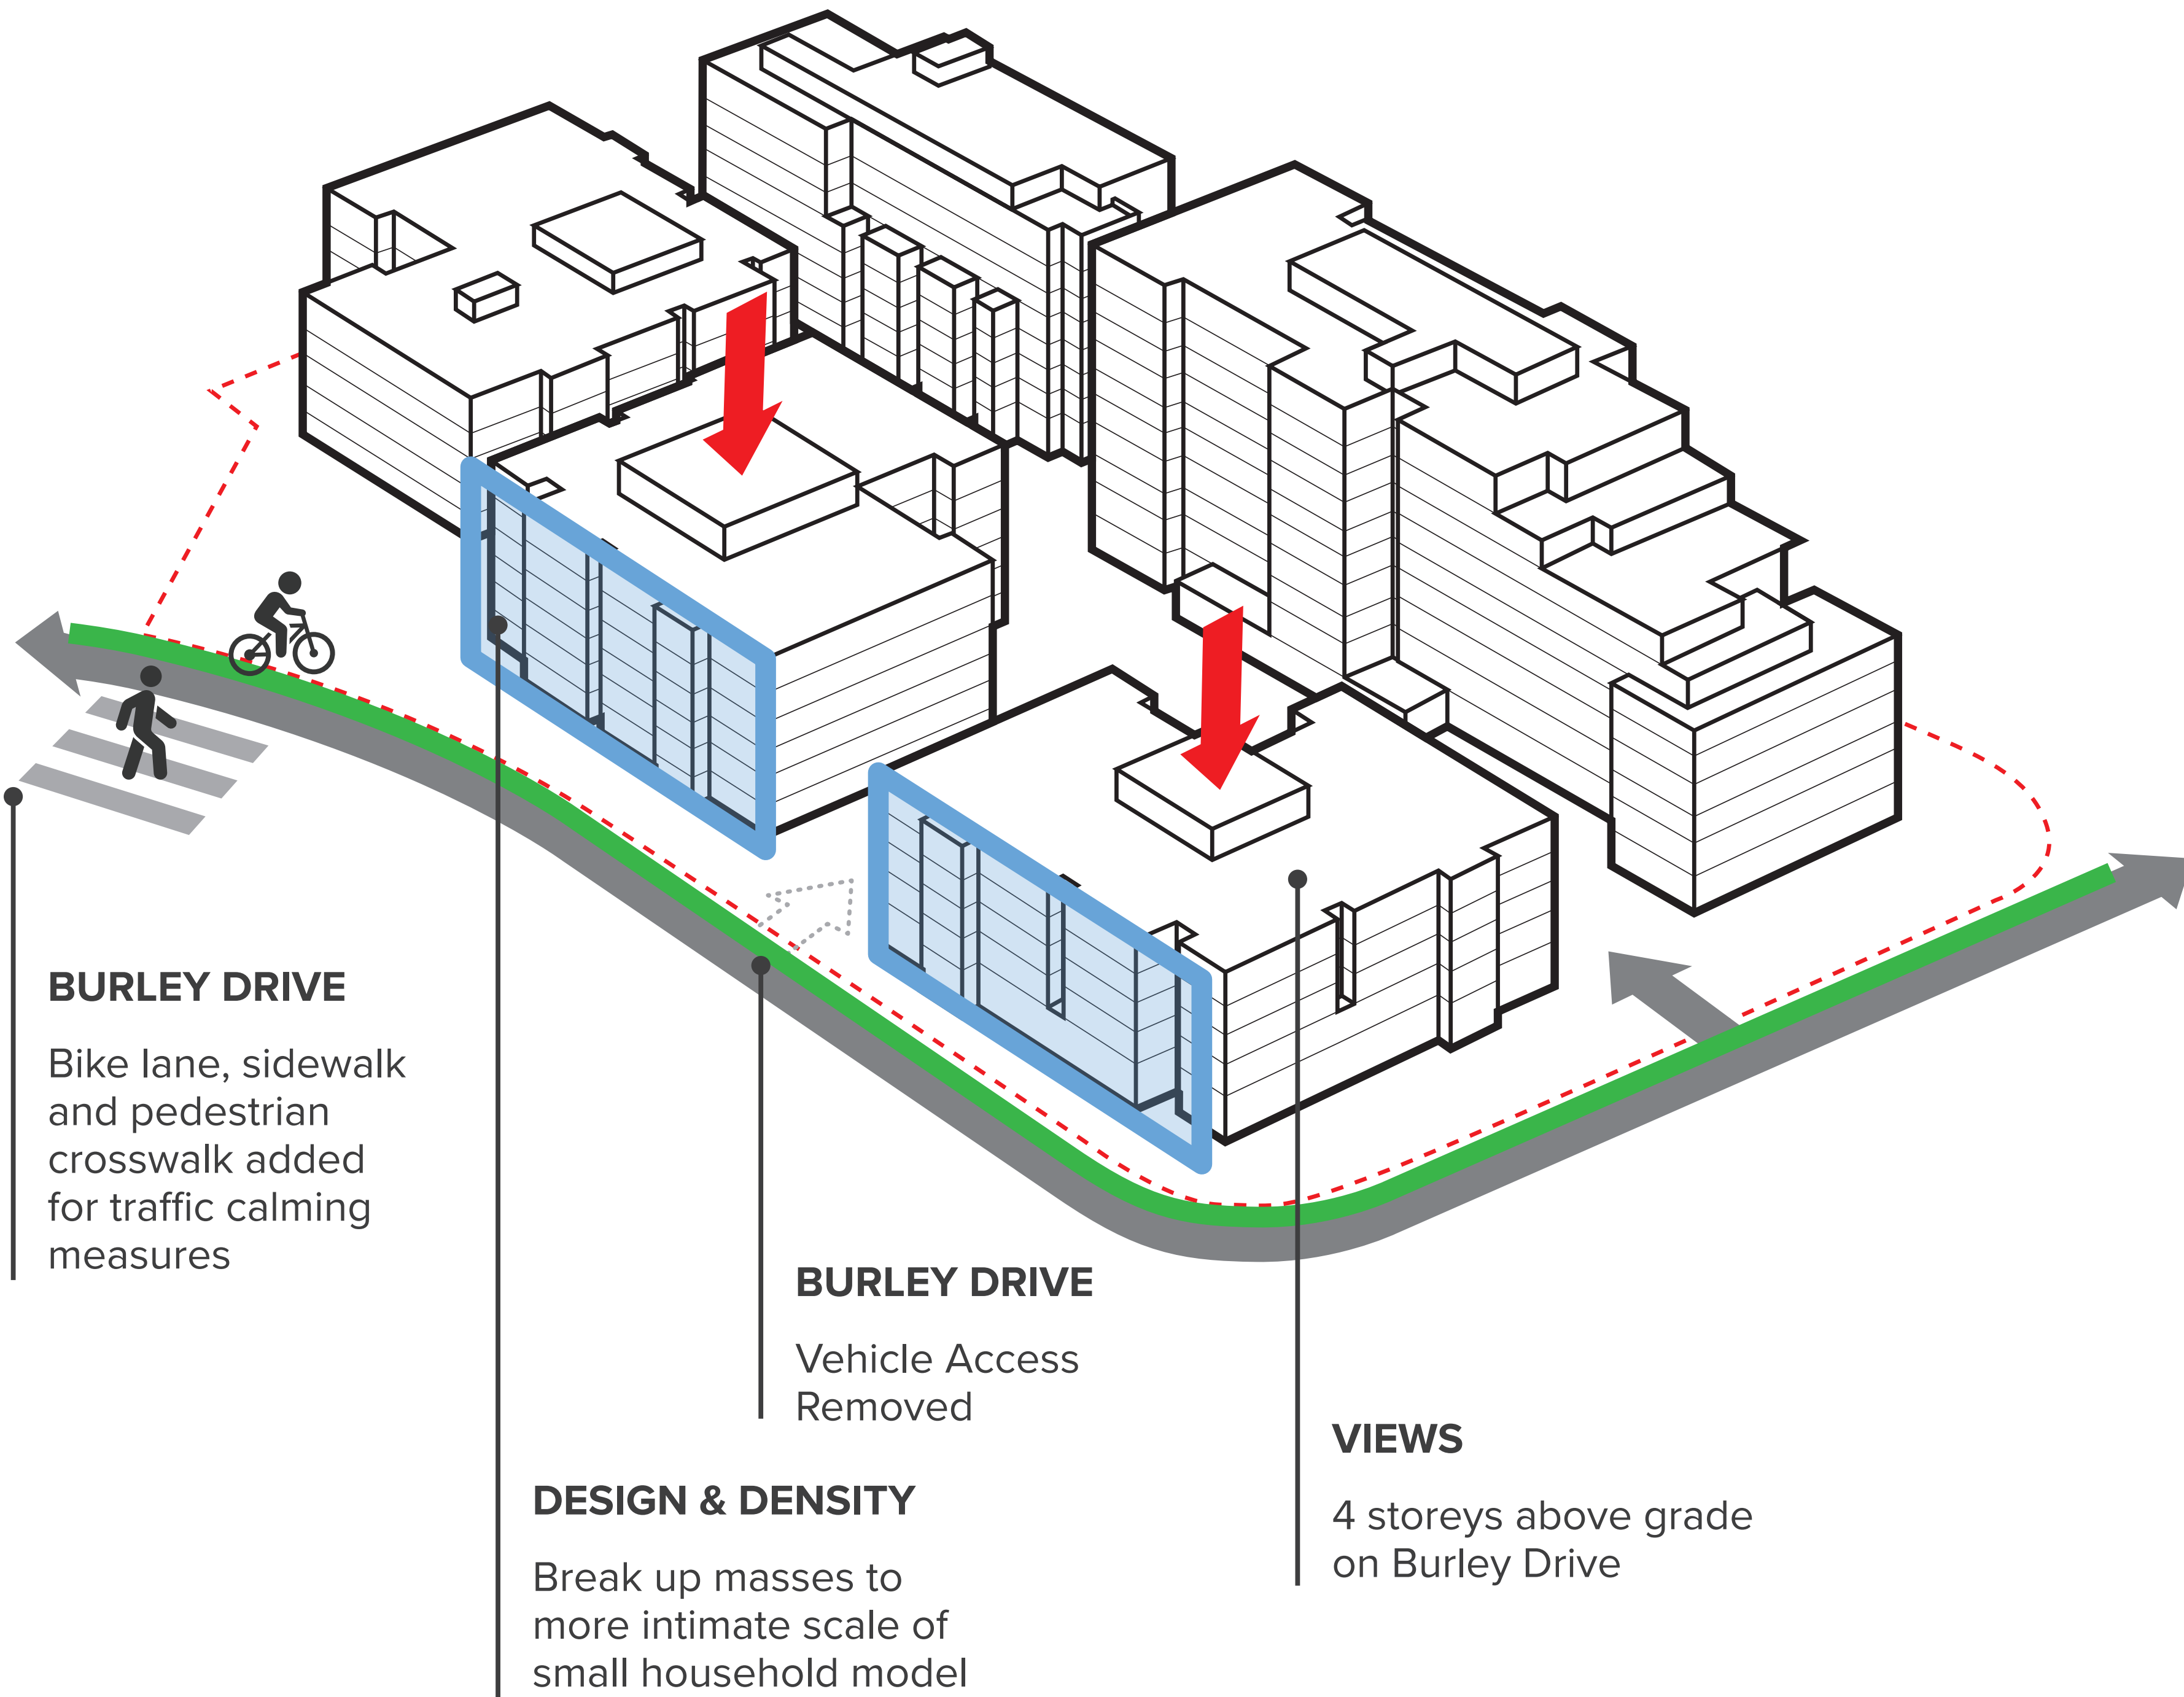 BURLEY DRIVE
Bike lane, sidewalk
and pedestrian
crosswalk added
for traffic calming
measures
BURLEY DRIVE
Vehicle Access
Removed
VIEWS
4 storeys above grade
on Burley Drive
DESIGN & DENSITY
Break up masses to
more intimate scale of
small household model